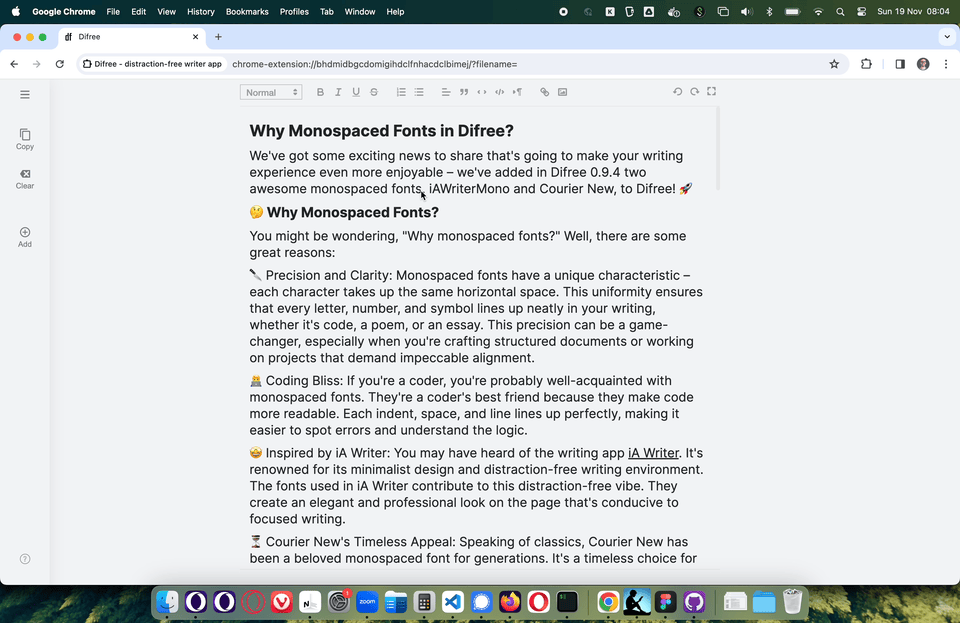 Google Chrome File Edit View History Bookmarks Profiles Tab Window Help Sun 19 Nov 08:04
Difree
Difree - distraction-free writer app chrome-extension://bhdmidbgcdomigihdclfnhacdclbimej/?filename=
Normal
Copy
Clear
Add
Why Monospaced Fonts in Difree?
We've got some exciting news to share that's going to make your writing
experience even more enjoyable – we've added in Difree 0.9.4 two
awesome monospaced fonts, iAWriterMono and Courier New, to Difree! 🚀
🤔 Why Monospaced Fonts?
You might be wondering, "Why monospaced fonts?" Well, there are some
great reasons:
🔪 Precision and Clarity: Monospaced fonts have a unique characteristic –
each character takes up the same horizontal space. This uniformity ensures
that every letter, number, and symbol lines up neatly in your writing,
whether it's code, a poem, or an essay. This precision can be a game-
changer, especially when you're crafting structured documents or working
on projects that demand impeccable alignment.
👩‍💻 Coding Bliss: If you're a coder, you're probably well-acquainted with
monospaced fonts. They're a coder's best friend because they make code
more readable. Each indent, space, and line lines up perfectly, making it
easier to spot errors and understand the logic.
🤩 Inspired by iA Writer: You may have heard of the writing app iA Writer. It's
renowned for its minimalist design and distraction-free writing environment.
The fonts used in iA Writer contribute to this distraction-free vibe. They
create an elegant and professional look on the page that's conducive to
focused writing.
⏳ Courier New's Timeless Appeal: Speaking of classics, Courier New has
been a beloved monospaced font for generations. It's a timeless choice for
zoom